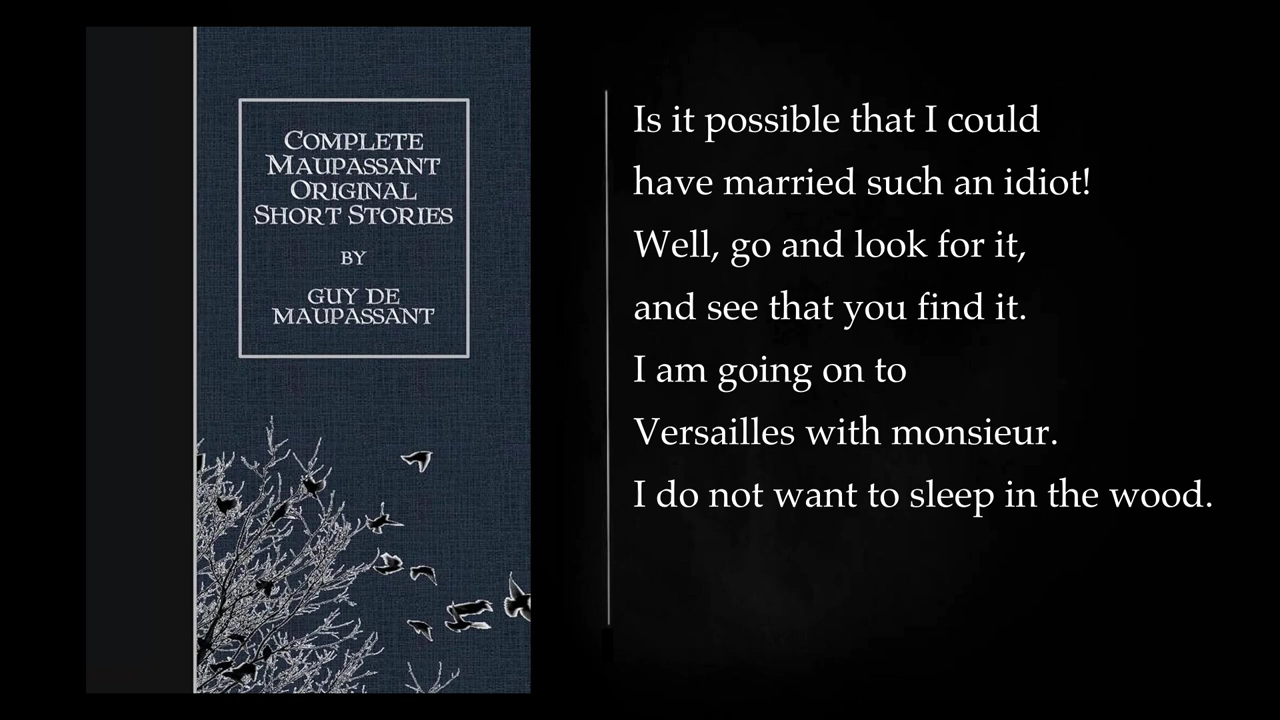 COMPLETE
MAUPASSANT
ORIGINAL
SHORT STORIES
BY
GUY DE
MAUPASSANT
Is it possible that I could
have married such an idiot!
Well, go and look for it,
and see that you find it.
I am going on to
Versailles with monsieur.
I do not want to sleep in the wood.